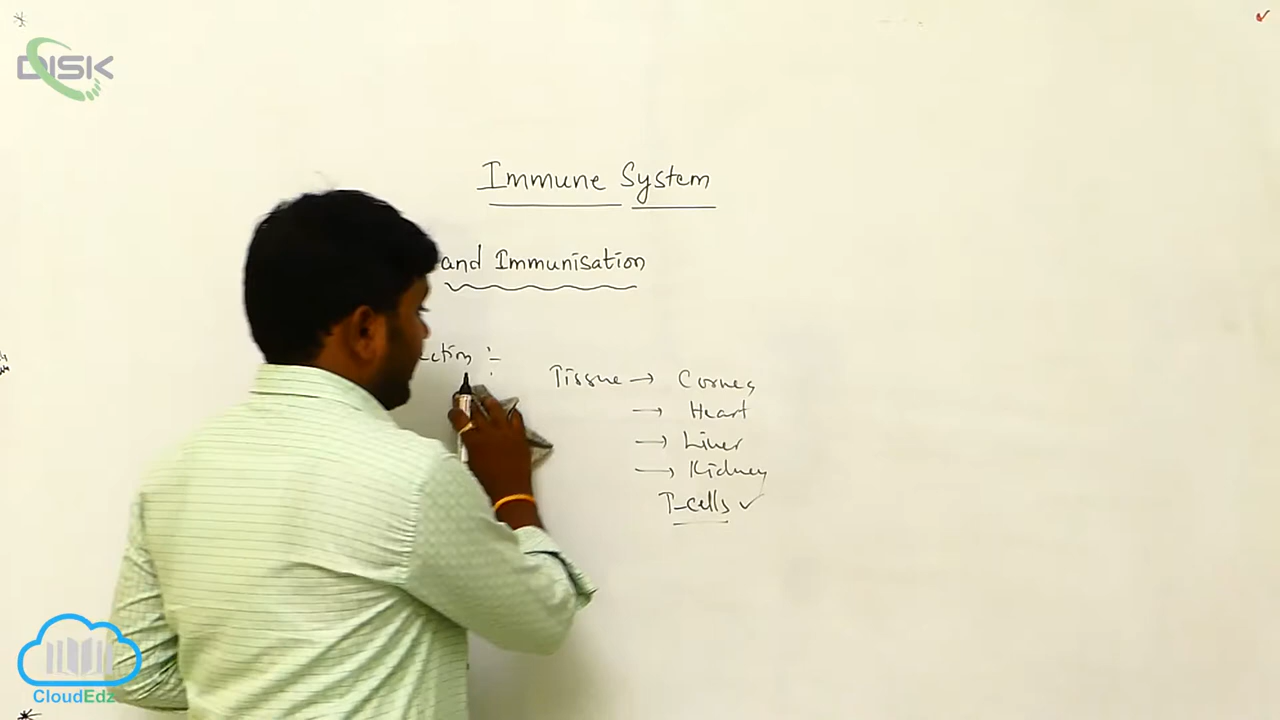 DISK
Immune System
and Immunisation
ction :-
Tissue → Cornea
→ Heart
→ Liver
→ Kidney
T-cells ✓
CloudEdz